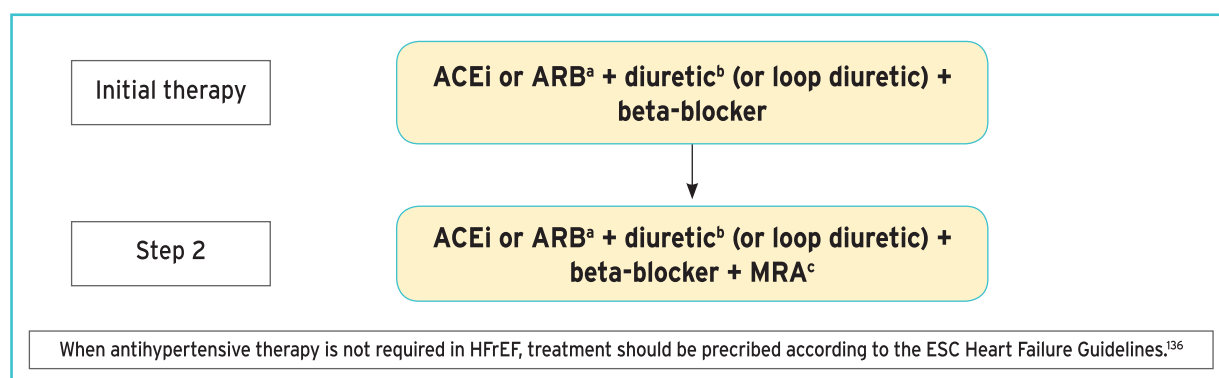 Initial therapy
ACEi or ARBᵃ + diureticᵇ (or loop diuretic) +
beta-blocker
Step 2
ACEi or ARBᵃ + diureticᵇ (or loop diuretic) +
beta-blocker + MRAᶜ
When antihypertensive therapy is not required in HFrEF, treatment should be precribed according to the ESC Heart Failure Guidelines.¹³⁶